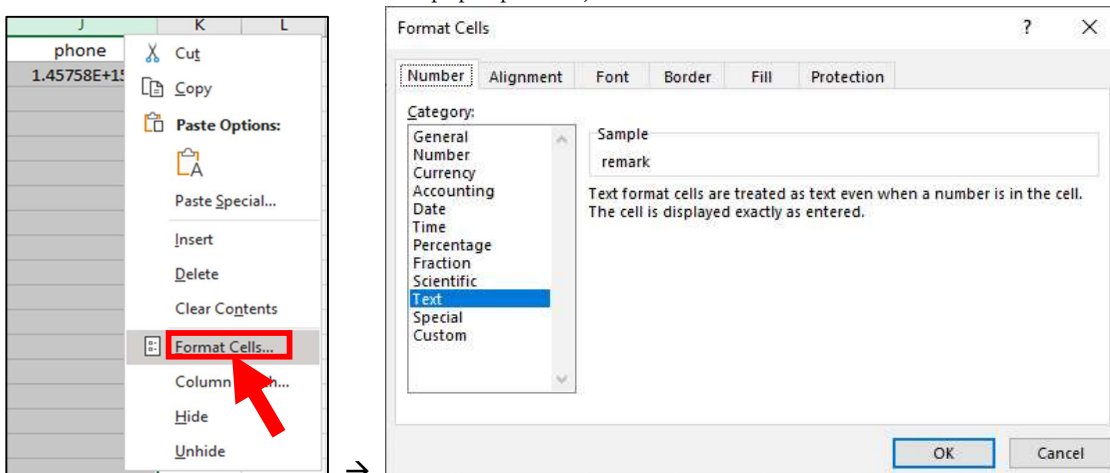 J K L
phone
1.45758E+15
Cut
Copy
Paste Options:
Paste Special...
Insert
Delete
Clear Contents
Format Cells...
Column
Hide
Unhide
→
Format Cells ? X
Number Alignment Font Border Fill Protection
Category:
General
Number
Currency
Accounting
Date
Time
Percentage
Fraction
Scientific
Text
Special
Custom
Sample
remark
Text format cells are treated as text even when a number is in the cell.
The cell is displayed exactly as entered.
OK Cancel